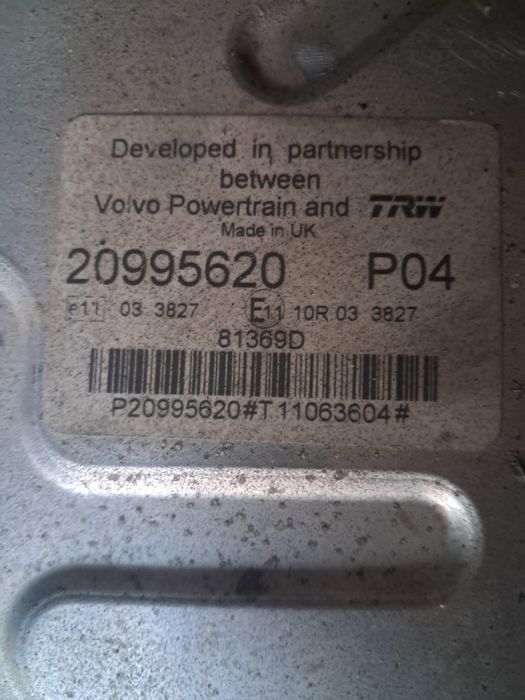 Developed in partnership
between
Volvo Powertrain and TRW
Made in UK
20995620 P04
e11 03 3827 E11 10R 03 3827
81369D
P20995620#T11063604#